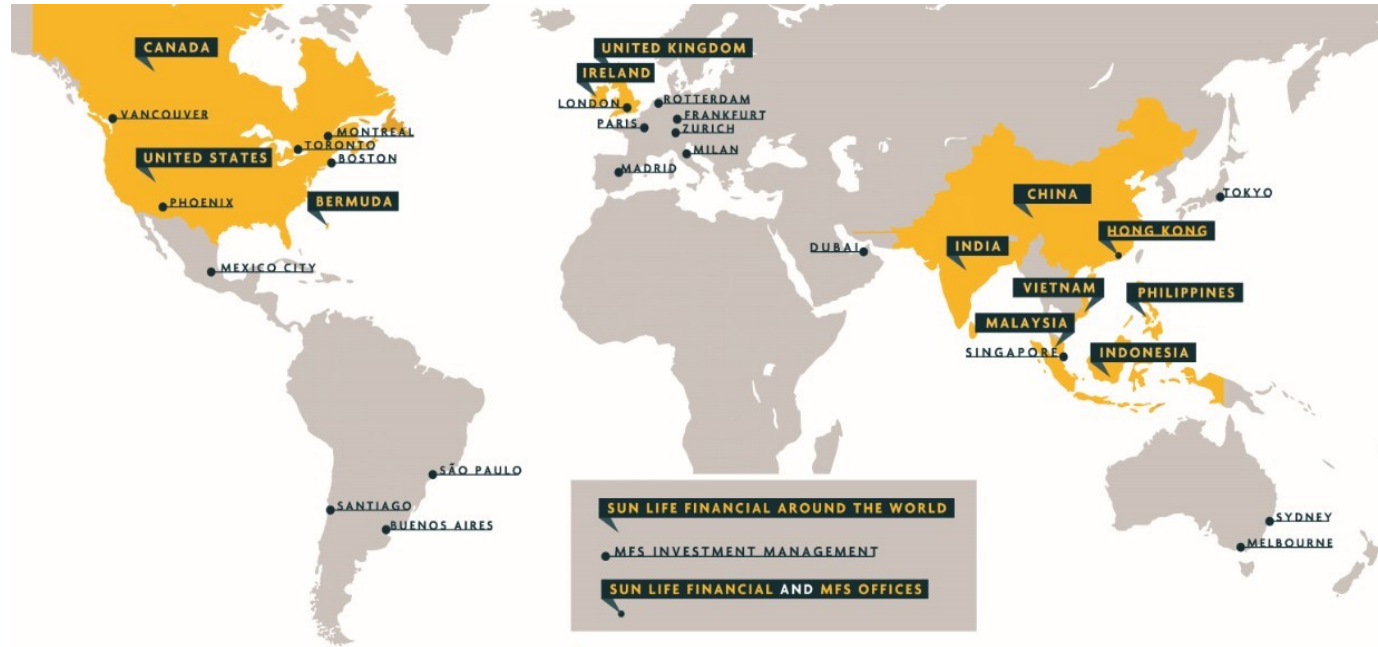 CANADA
UNITED KINGDOM
IRELAND
LONDON
ROTTERDAM
FRANKFURT
PARIS
ZURICH
VANCOUVER
MONTREAL
TORONTO
BOSTON
MILAN
UNITED STATES
MADRID
PHOENIX
BERMUDA
CHINA
TOKYO
HONG KONG
INDIA
DUBAI
MEXICO CITY
VIETNAM
PHILIPPINES
MALAYSIA
SINGAPORE
INDONESIA
SÃO PAULO
SANTIAGO
BUENOS AIRES
SYDNEY
MELBOURNE
SUN LIFE FINANCIAL AROUND THE WORLD
MFS INVESTMENT MANAGEMENT
SUN LIFE FINANCIAL AND MFS OFFICES